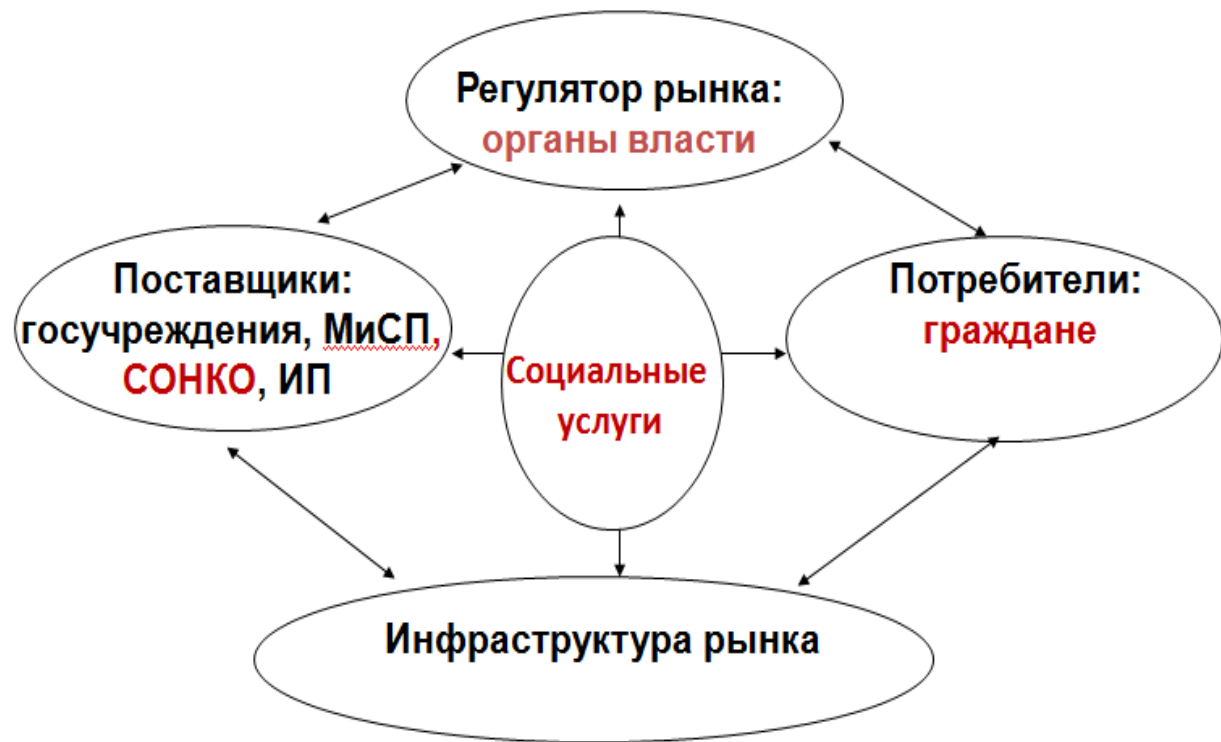 Регулятор рынка:
органы власти
Поставщики:
госучреждения, МиСП,
СОНКО, ИП
Потребители:
граждане
Социальные
услуги
Инфраструктура рынка